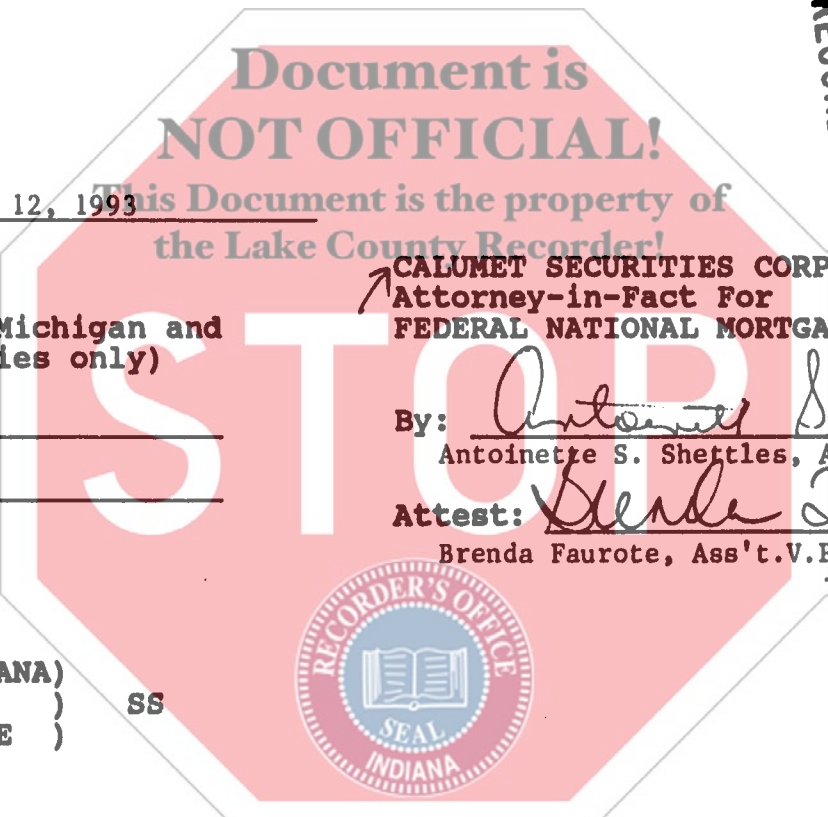 Document is
NOT OFFICIAL!
This Document is the property of
the Lake County Recorder!
12, 1993
CALUMET SECURITIES CORP
Attorney-in-Fact For
FEDERAL NATIONAL MORTGA
Michigan and
ies only)
STOP
By:
Antoinette S. Shettles, A
Attest: Brenda
Brenda Faurote, Ass't.V.P
RECORDER'S OFFICE
SEAL
INDIANA
ANA)
) SS
E )